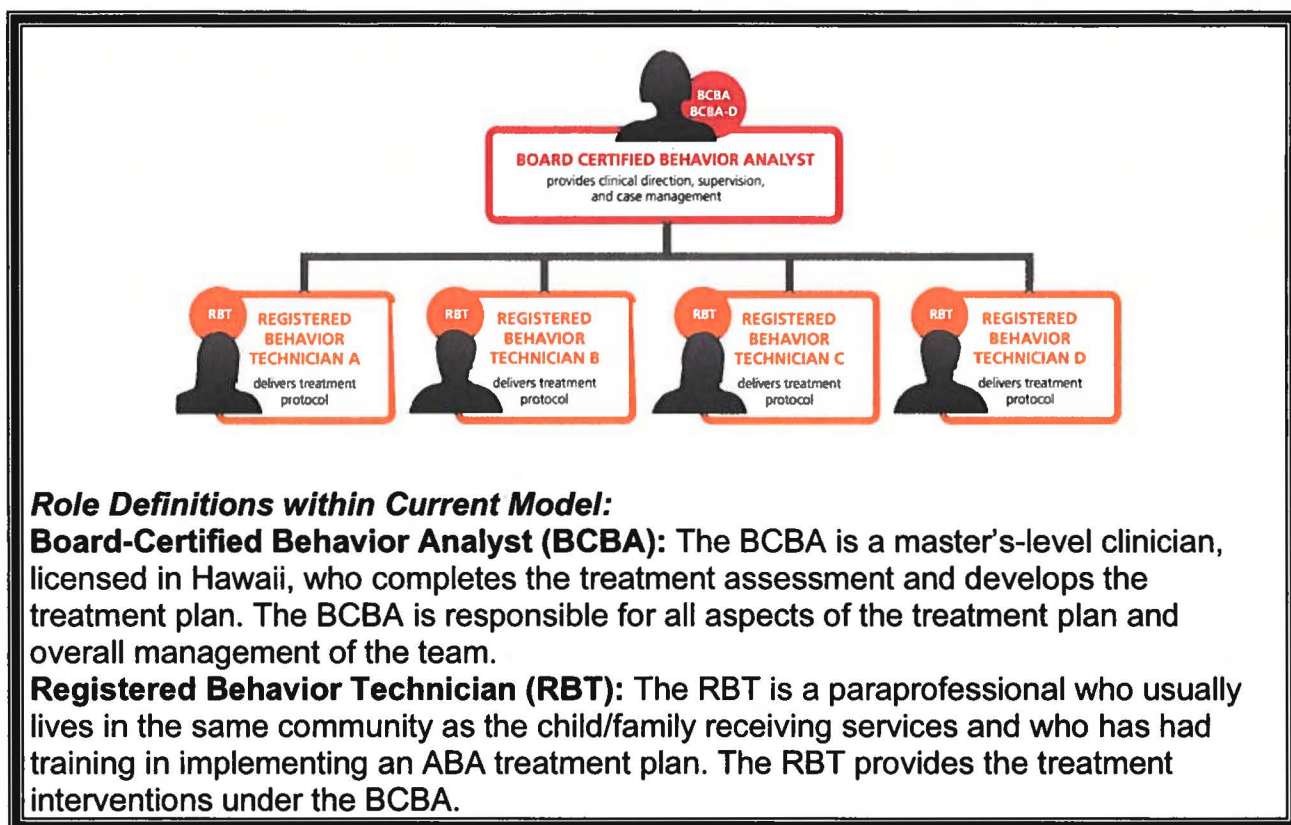 BCBA
BCBA-D
BOARD CERTIFIED BEHAVIOR ANALYST
provides clinical direction, supervision,
and case management
RBT
REGISTERED
BEHAVIOR
TECHNICIAN A
delivers treatment
protocol
RBT
REGISTERED
BEHAVIOR
TECHNICIAN B
delivers treatment
protocol
RBT
REGISTERED
BEHAVIOR
TECHNICIAN C
delivers treatment
protocol
RBT
REGISTERED
BEHAVIOR
TECHNICIAN D
delivers treatment
protocol
Role Definitions within Current Model:
Board-Certified Behavior Analyst (BCBA): The BCBA is a master's-level clinician,
licensed in Hawaii, who completes the treatment assessment and develops the
treatment plan. The BCBA is responsible for all aspects of the treatment plan and
overall management of the team.
Registered Behavior Technician (RBT): The RBT is a paraprofessional who usually
lives in the same community as the child/family receiving services and who has had
training in implementing an ABA treatment plan. The RBT provides the treatment
interventions under the BCBA.